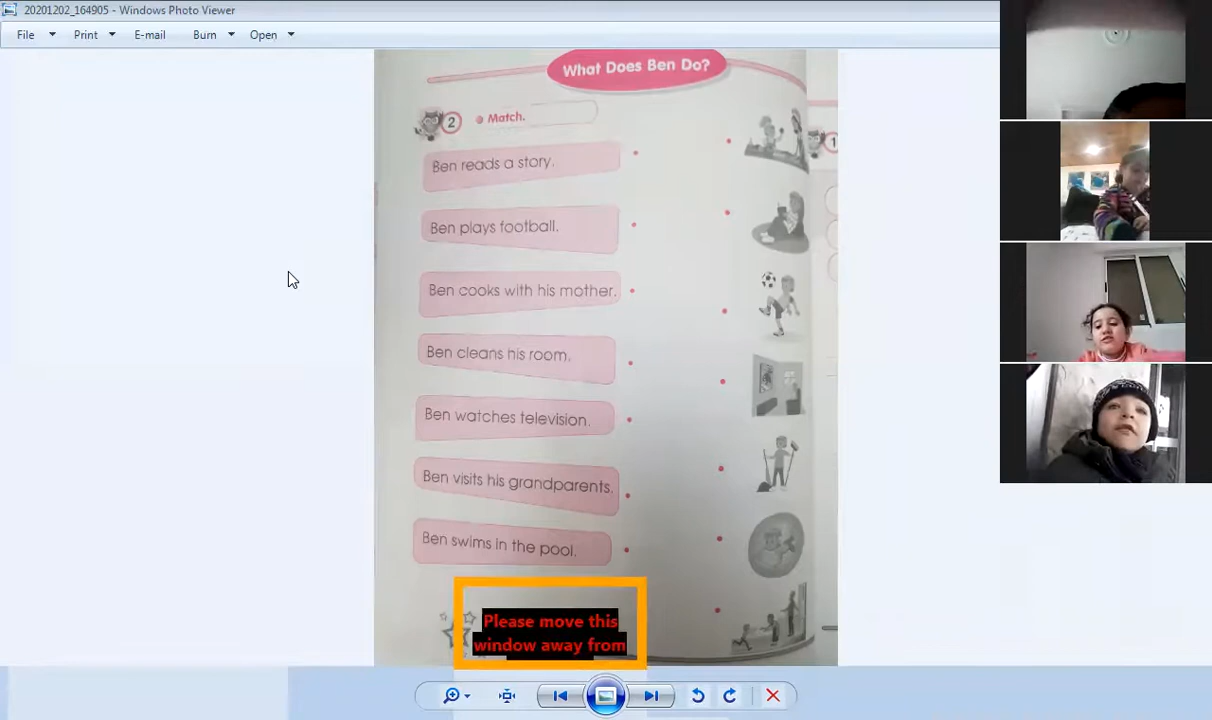 20201202_164905 - Windows Photo Viewer
File Print E-mail Burn Open
What Does Ben Do?
2 Match.
1
Ben reads a story.
Ben plays football.
Ben cooks with his mother.
Ben cleans his room.
Ben watches television.
Ben visits his grandparents.
Ben swims in the pool.
Please move this
window away from